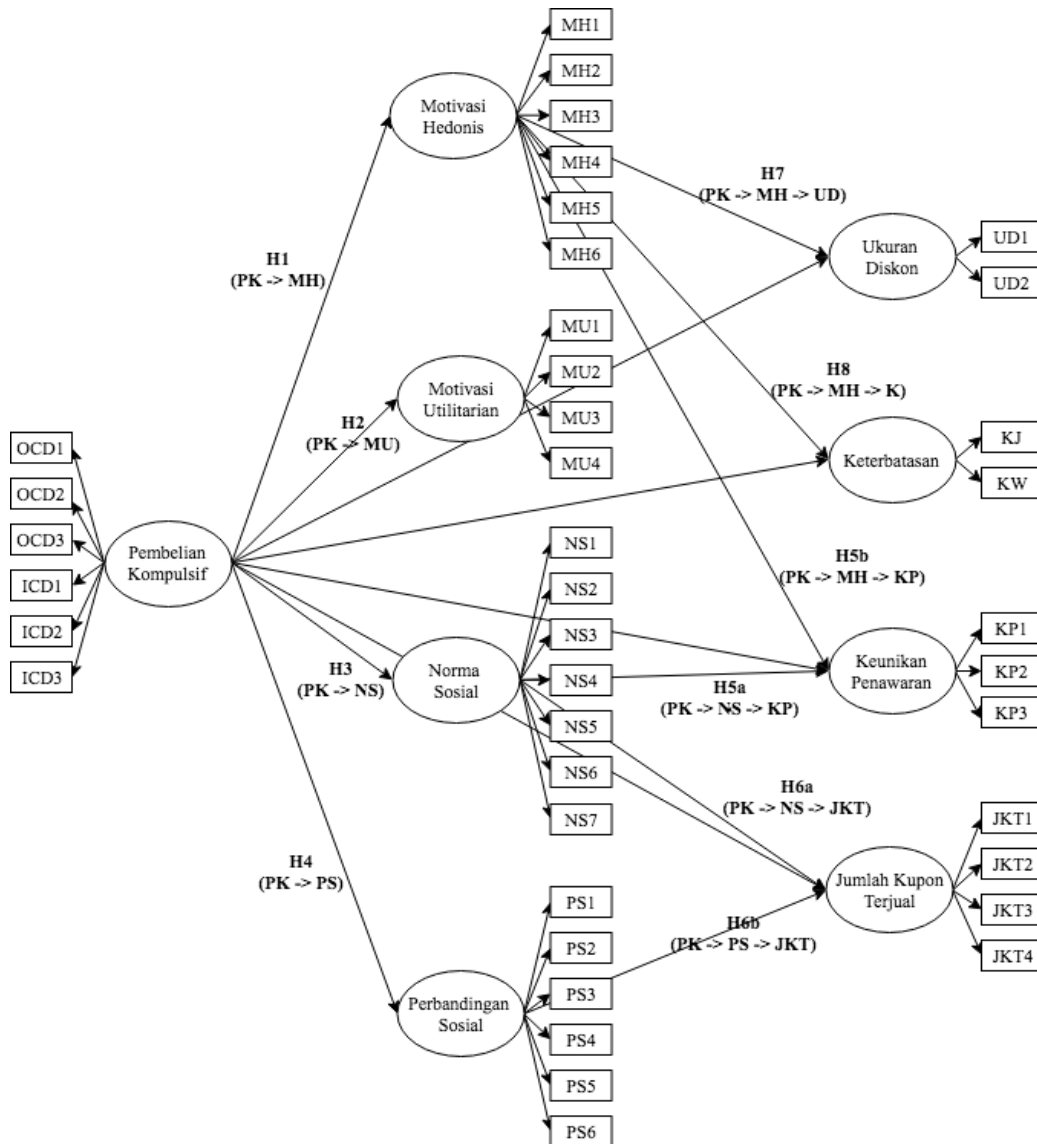 MH1
MH2
MH3
MH4
MH5
MH6
Motivasi
Hedonis
H7
(PK -> MH -> UD)
Ukuran
Diskon
UD1
UD2
H1
(PK -> MH)
MU1
MU2
MU3
MU4
Motivasi
Utilitarian
H2
(PK -> MU)
H8
(PK -> MH -> K)
Keterbatasan
KJ
KW
OCD1
OCD2
OCD3
ICD1
ICD2
ICD3
Pembelian
Kompulsif
NS1
NS2
NS3
NS4
NS5
NS6
NS7
H3
(PK -> NS)
Norma
Sosial
H5b
(PK -> MH -> KP)
H5a
(PK -> NS -> KP)
Keunikan
Penawaran
KP1
KP2
KP3
H6a
(PK -> NS -> JKT)
H4
(PK -> PS)
Jumlah Kupon
Terjual
JKT1
JKT2
JKT3
JKT4
H6b
(PK -> PS -> JKT)
PS1
PS2
PS3
PS4
PS5
PS6
Perbandingan
Sosial